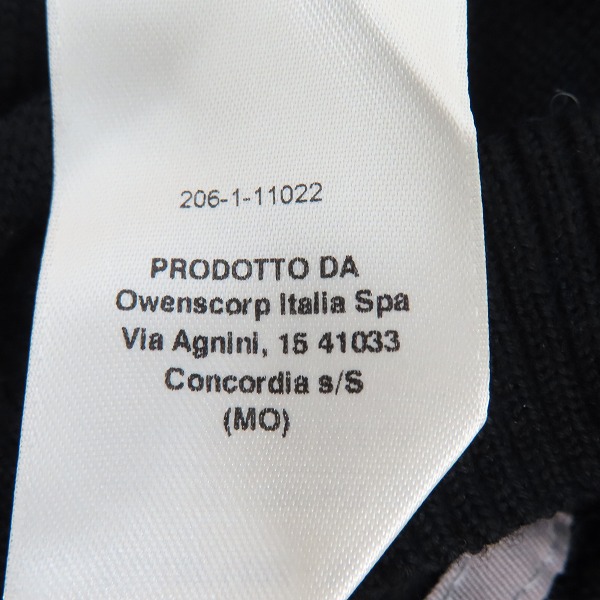 206-1-11022
PRODOTTO DA
Owenscorp Italia Spa
Via Agnini, 15 41033
Concordia s/S
(MO)